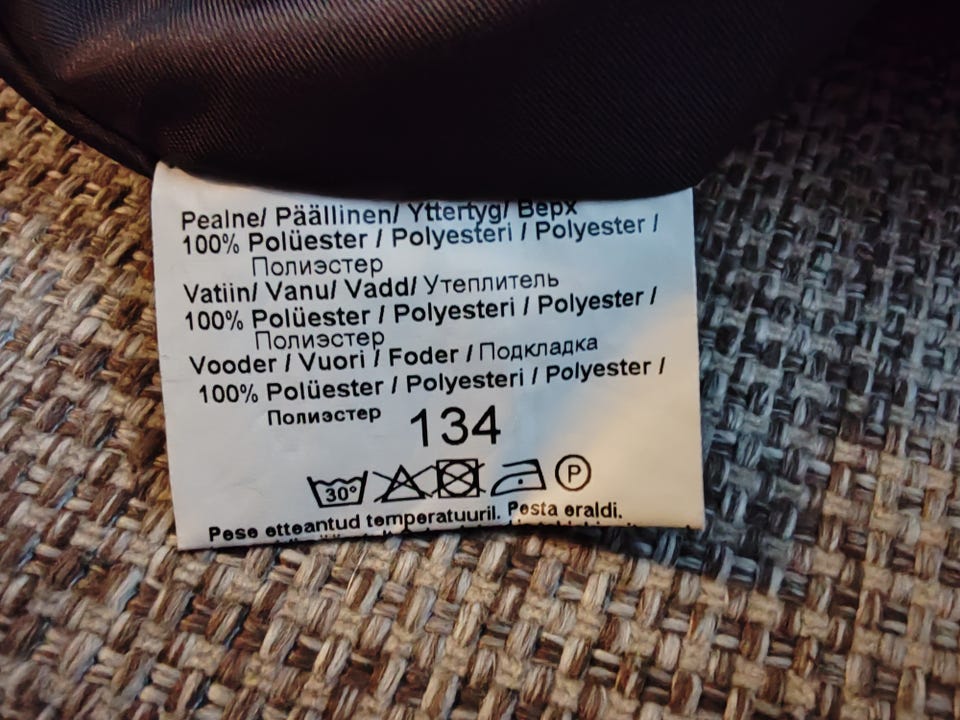 Pealne/ Päällinen/ Yttertyg/ Верх
100% Polüester / Polyesteri / Polyester /
Полиэстер
Vatiin/ Vanu/ Vadd/ Утеплитель
100% Polüester / Polyesteri / Polyester /
Полиэстер
Vooder / Vuori / Foder / Подкладка
100% Polüester / Polyesteri / Polyester /
Полиэстер 134
30° P
Pese etteantud temperatuuril. Pesta eraldi.